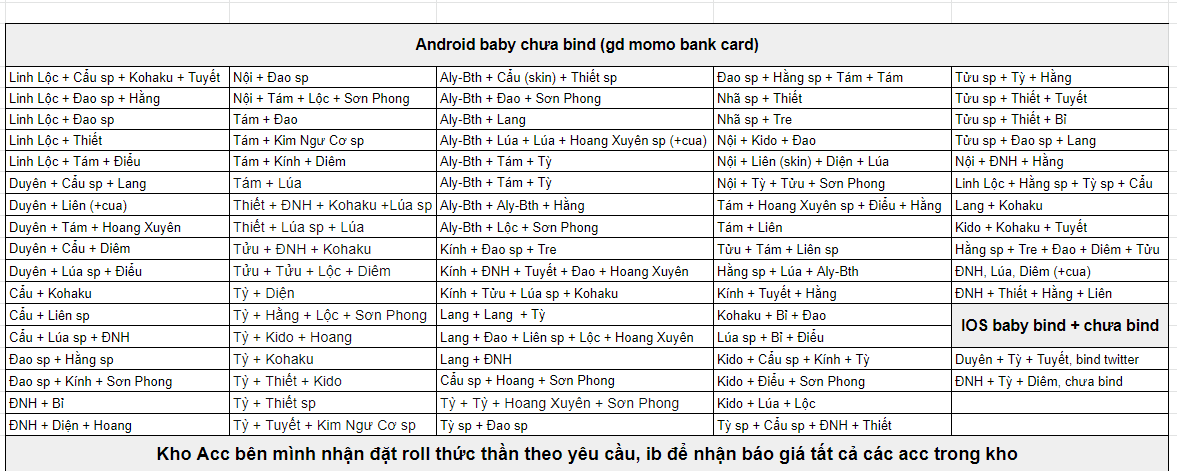 Android baby chưa bind (gd momo bank card)
Linh Lộc + Cẩu sp + Kohaku + Tuyết
Nội + Đao sp
Aly-Bth + Cẩu (skin) + Thiết sp
Đao sp + Hằng sp + Tám + Tám
Tửu sp + Tỳ + Hằng
Linh Lộc + Đao sp + Hằng
Nội + Tám + Lộc + Sơn Phong
Aly-Bth + Đao + Sơn Phong
Nhã sp + Thiết
Tửu sp + Thiết + Tuyết
Linh Lộc + Đao sp
Tám + Đao
Aly-Bth + Lang
Nhã sp + Tre
Tửu sp + Thiết + Bỉ
Linh Lộc + Thiết
Tám + Kim Ngư Cơ sp
Aly-Bth + Lúa + Lúa + Hoang Xuyên sp (+cua)
Nội + Kido + Đao
Tửu sp + Đao sp + Lang
Linh Lộc + Tám + Điểu
Tám + Kính + Diêm
Aly-Bth + Tám + Tỳ
Nội + Liên (skin) + Diện + Lúa
Nội + ĐNH + Hằng
Duyên + Cẩu sp + Lang
Tám + Lúa
Aly-Bth + Tám + Tỳ
Nội + Tỳ + Tửu + Sơn Phong
Linh Lộc + Hằng sp + Tỳ sp + Cẩu
Duyên + Liên (+cua)
Thiết + ĐNH + Kohaku +Lúa sp
Aly-Bth + Aly-Bth + Hằng
Tám + Hoang Xuyên sp + Điểu + Hằng
Lang + Kohaku
Duyên + Tám + Hoang Xuyên
Thiết + Lúa sp + Lúa
Aly-Bth + Lộc + Sơn Phong
Tám + Liên
Kido + Kohaku + Tuyết
Duyên + Cẩu + Diêm
Tửu + ĐNH + Kohaku
Kính + Đao sp + Tre
Tửu + Tám + Liên sp
Hằng sp + Tre + Đao + Diêm + Tửu
Duyên + Lúa sp + Điểu
Tửu + Tửu + Lộc + Diêm
Kính + ĐNH + Tuyết + Đao + Hoang Xuyên
Hằng sp + Lúa + Aly-Bth
ĐNH, Lúa, Diêm (+cua)
Cẩu + Kohaku
Tỳ + Diện
Kính + Tửu + Lúa sp + Kohaku
Kính + Tuyết + Hằng
ĐNH + Thiết + Hằng + Liên
Cẩu + Liên sp
Tỳ + Hằng + Lộc + Sơn Phong
Lang + Lang + Tỳ
Kohaku + Bỉ + Đao
IOS baby bind + chưa bind
Cẩu + Lúa sp + ĐNH
Tỳ + Kido + Hoang
Lang + Đao + Liên sp + Lộc + Hoang Xuyên
Lúa sp + Bỉ + Điểu
Đao sp + Hằng sp
Tỳ + Kohaku
Lang + ĐNH
Kido + Cẩu sp + Kính + Tỳ
Duyên + Tỳ + Tuyết, bind twitter
Đao sp + Kính + Sơn Phong
Tỳ + Thiết + Kido
Cẩu sp + Hoang + Sơn Phong
Kido + Điểu + Sơn Phong
ĐNH + Tỳ + Diêm, chưa bind
ĐNH + Bỉ
Tỳ + Thiết sp
Tỳ + Tỳ + Hoang Xuyên + Sơn Phong
Kido + Lúa + Lộc
ĐNH + Diện + Hoang
Tỳ + Tuyết + Kim Ngư Cơ sp
Tỳ sp + Đao sp
Tỳ sp + Cẩu sp + ĐNH + Thiết
Kho Acc bên mình nhận đặt roll thức thần theo yêu cầu, ib để nhận báo giá tất cả các acc trong kho